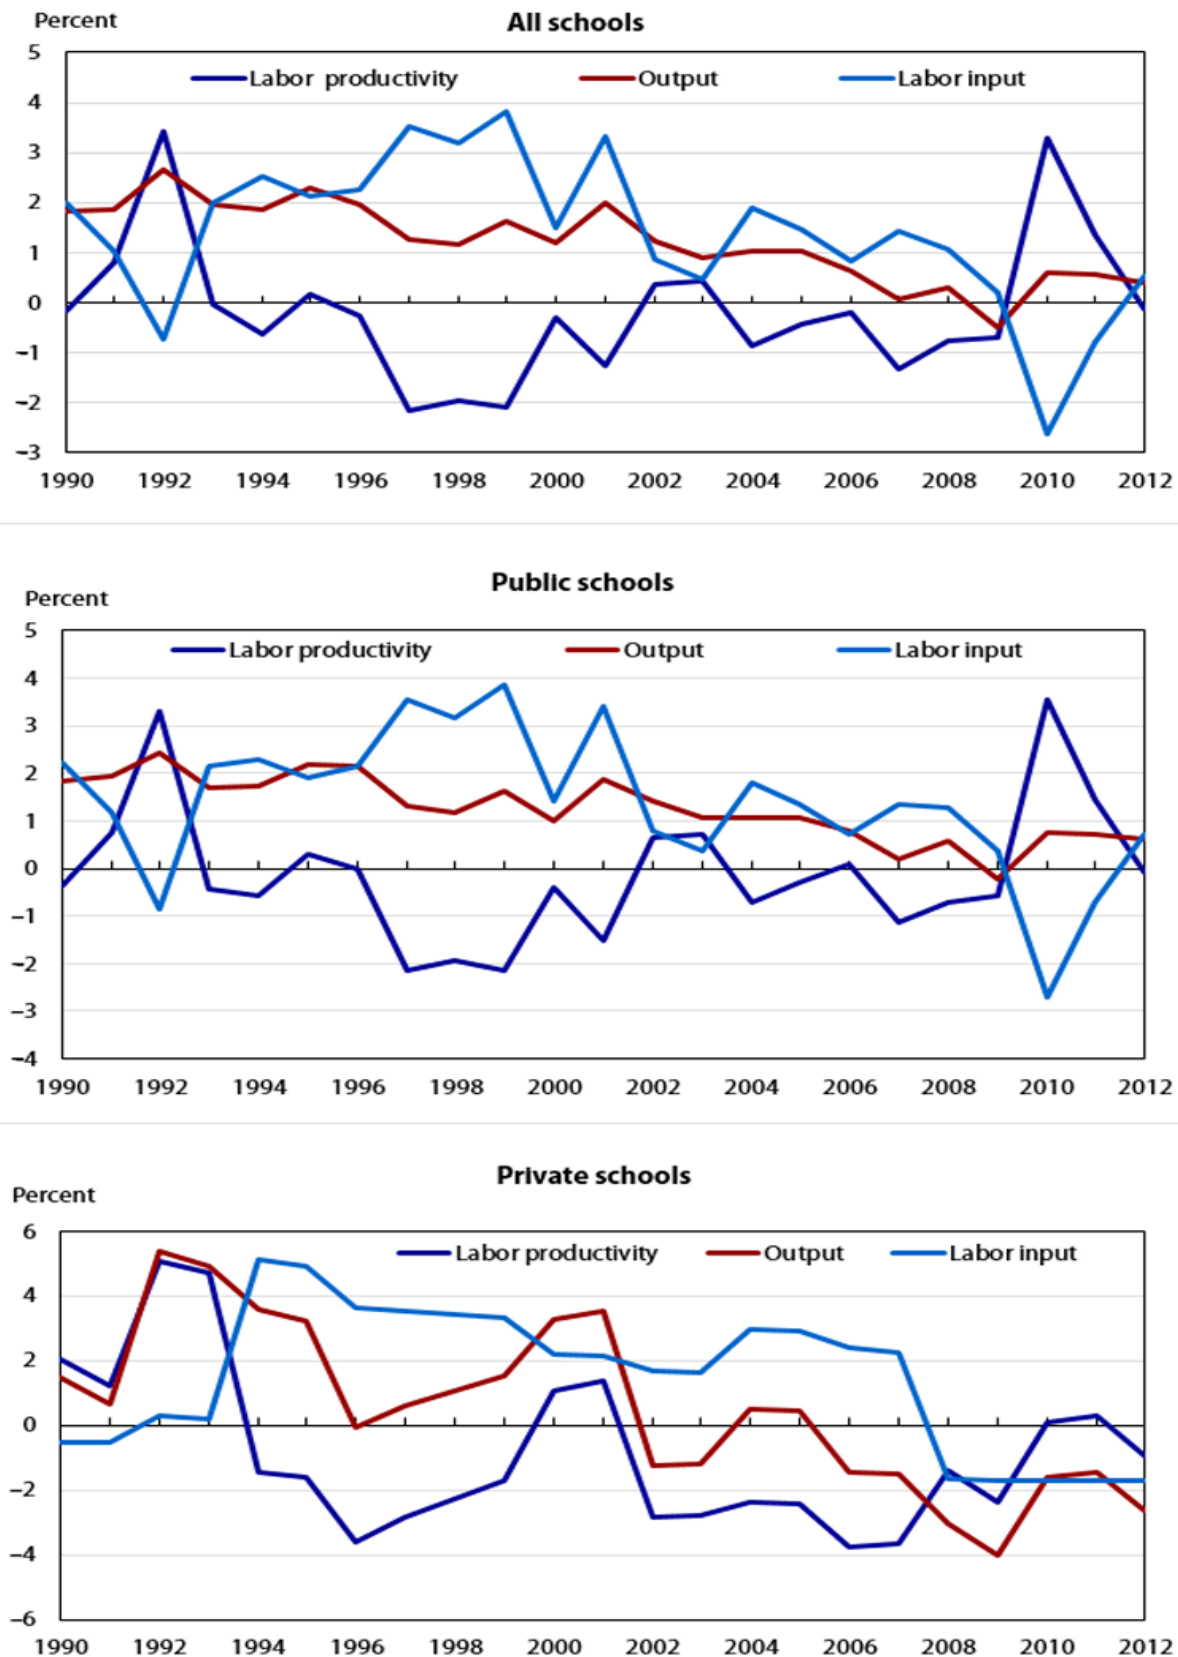 Percent
All schools
Labor productivity Output Labor input
5
4
3
2
1
0
−1
−2
−3
1990 1992 1994 1996 1998 2000 2002 2004 2006 2008 2010 2012
Public schools
Percent
5
Labor productivity Output Labor input
4
3
2
1
0
−1
−2
−3
−4
1990 1992 1994 1996 1998 2000 2002 2004 2006 2008 2010 2012
Private schools
Percent
6
Labor productivity Output Labor input
4
2
0
−2
−4
−6
1990 1992 1994 1996 1998 2000 2002 2004 2006 2008 2010 2012